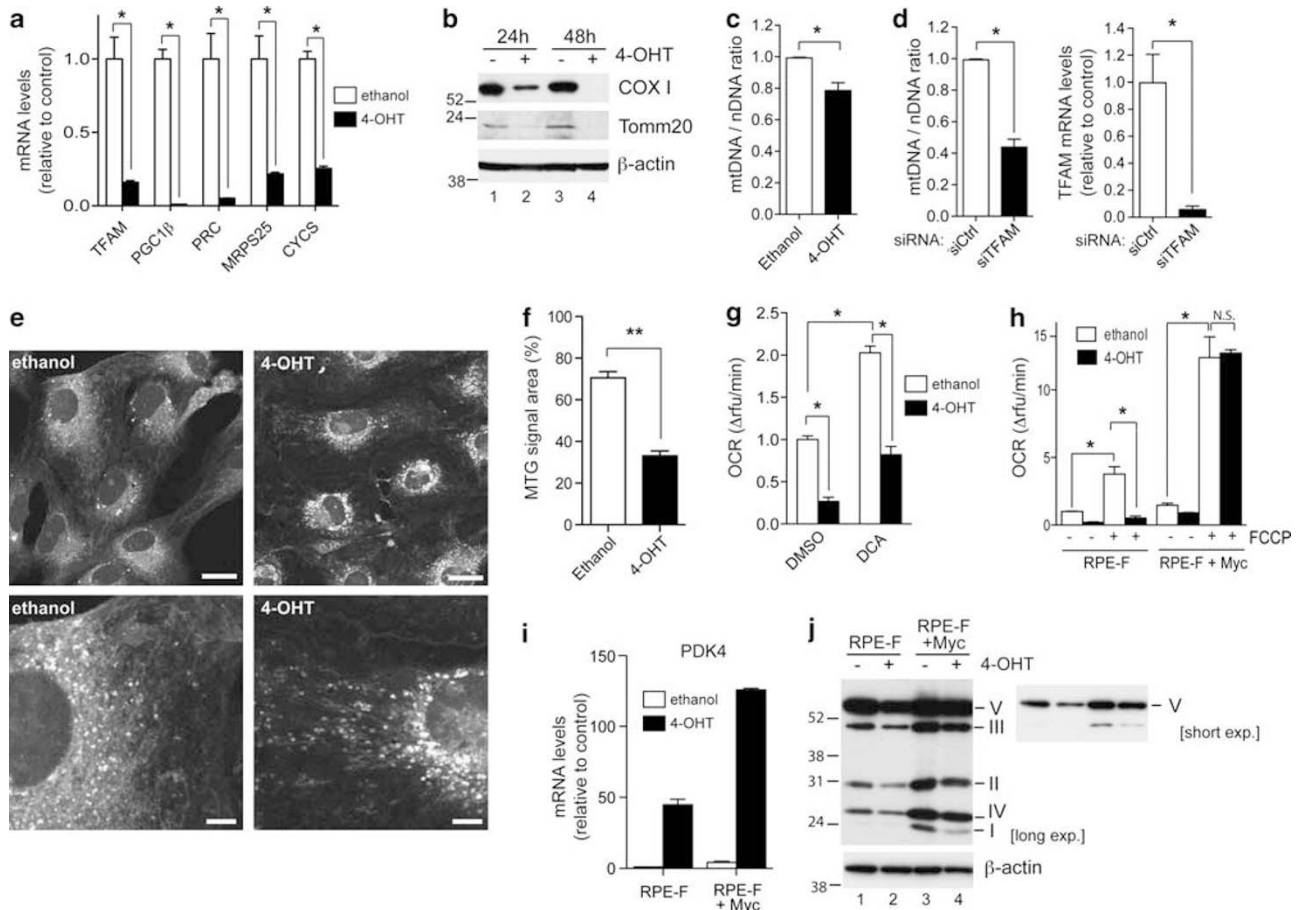 a
mRNA levels
(relative to control)
1.0
0.5
0.0
* * * * *
TFAM
PGC1β
PRC
MRPS25
CYCS
ethanol
4-OHT
b
24h 48h
- + - + 4-OHT
COX I
52
24
Tomm20
β-actin
38
1 2 3 4
c
mtDNA / nDNA ratio
1.2
1.0
0.8
0.6
0.4
0.2
0.0
*
Ethanol
4-OHT
d
mtDNA / nDNA ratio
1.2
1.0
0.8
0.6
0.4
0.2
0.0
*
siRNA:
siCtrl
siTFAM
TFAM mRNA levels
(relative to control)
1.4
1.2
1.0
0.8
0.6
0.4
0.2
0.0
*
siRNA:
siCtrl
siTFAM
e
ethanol
4-OHT
ethanol
4-OHT
f
MTG signal area (%)
100
80
60
40
20
0
**
Ethanol
4-OHT
g
OCR (Δrfu/min)
2.5
2.0
1.5
1.0
0.5
0.0
* * *
ethanol
4-OHT
DMSO
DCA
h
ethanol
4-OHT
OCR (Δrfu/min)
15
10
5
0
* * * N.S.
- - + + - - + + FCCP
RPE-F RPE-F + Myc
i
PDK4
mRNA levels
(relative to control)
150
100
50
0
ethanol
4-OHT
RPE-F RPE-F
+ Myc
j
RPE-F
RPE-F +Myc
- + - + 4-OHT
V
52
III
38
31
II
IV
24
I [long exp.]
V
[short exp.]
β-actin
38
1 2 3 4